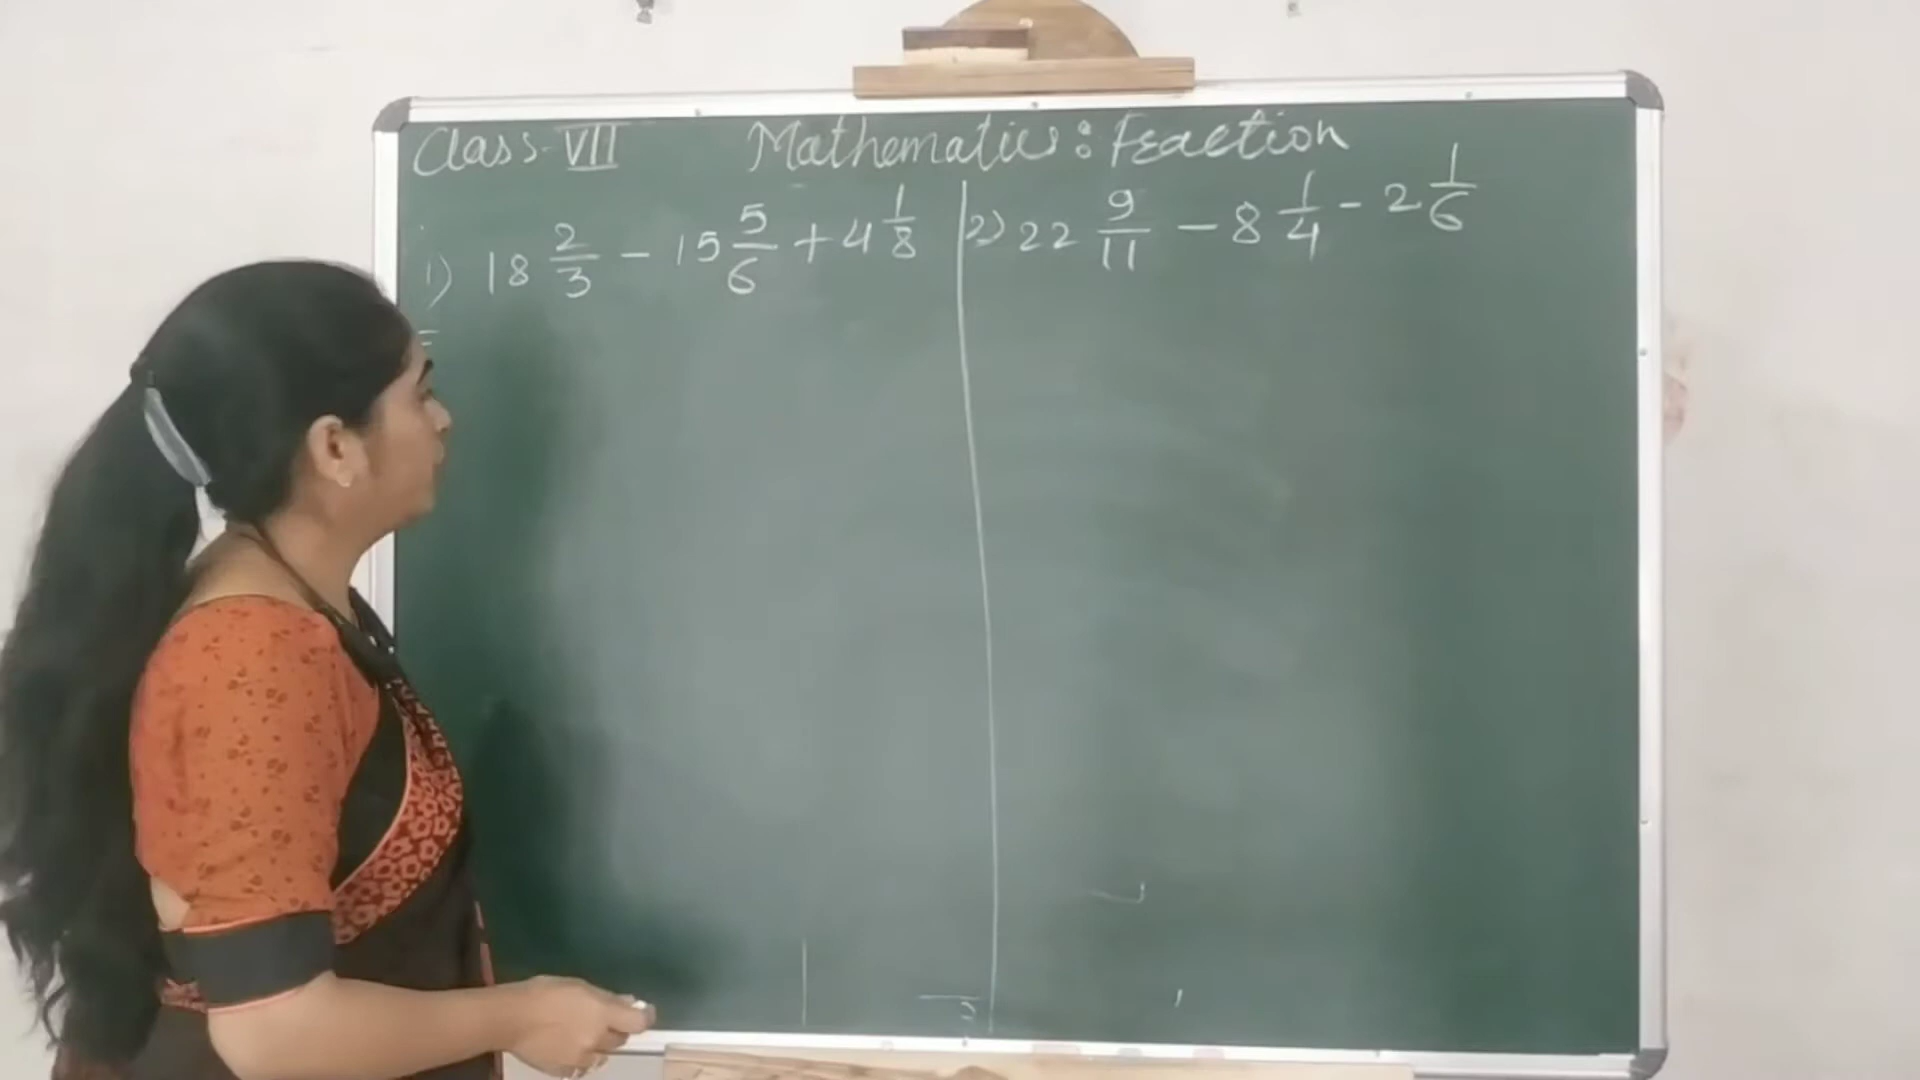 Class-VII Mathematics: Fraction
1) 18 2/3 - 15 5/6 + 4 1/8
2) 22 9/11 - 8 1/4 - 2 1/6
=